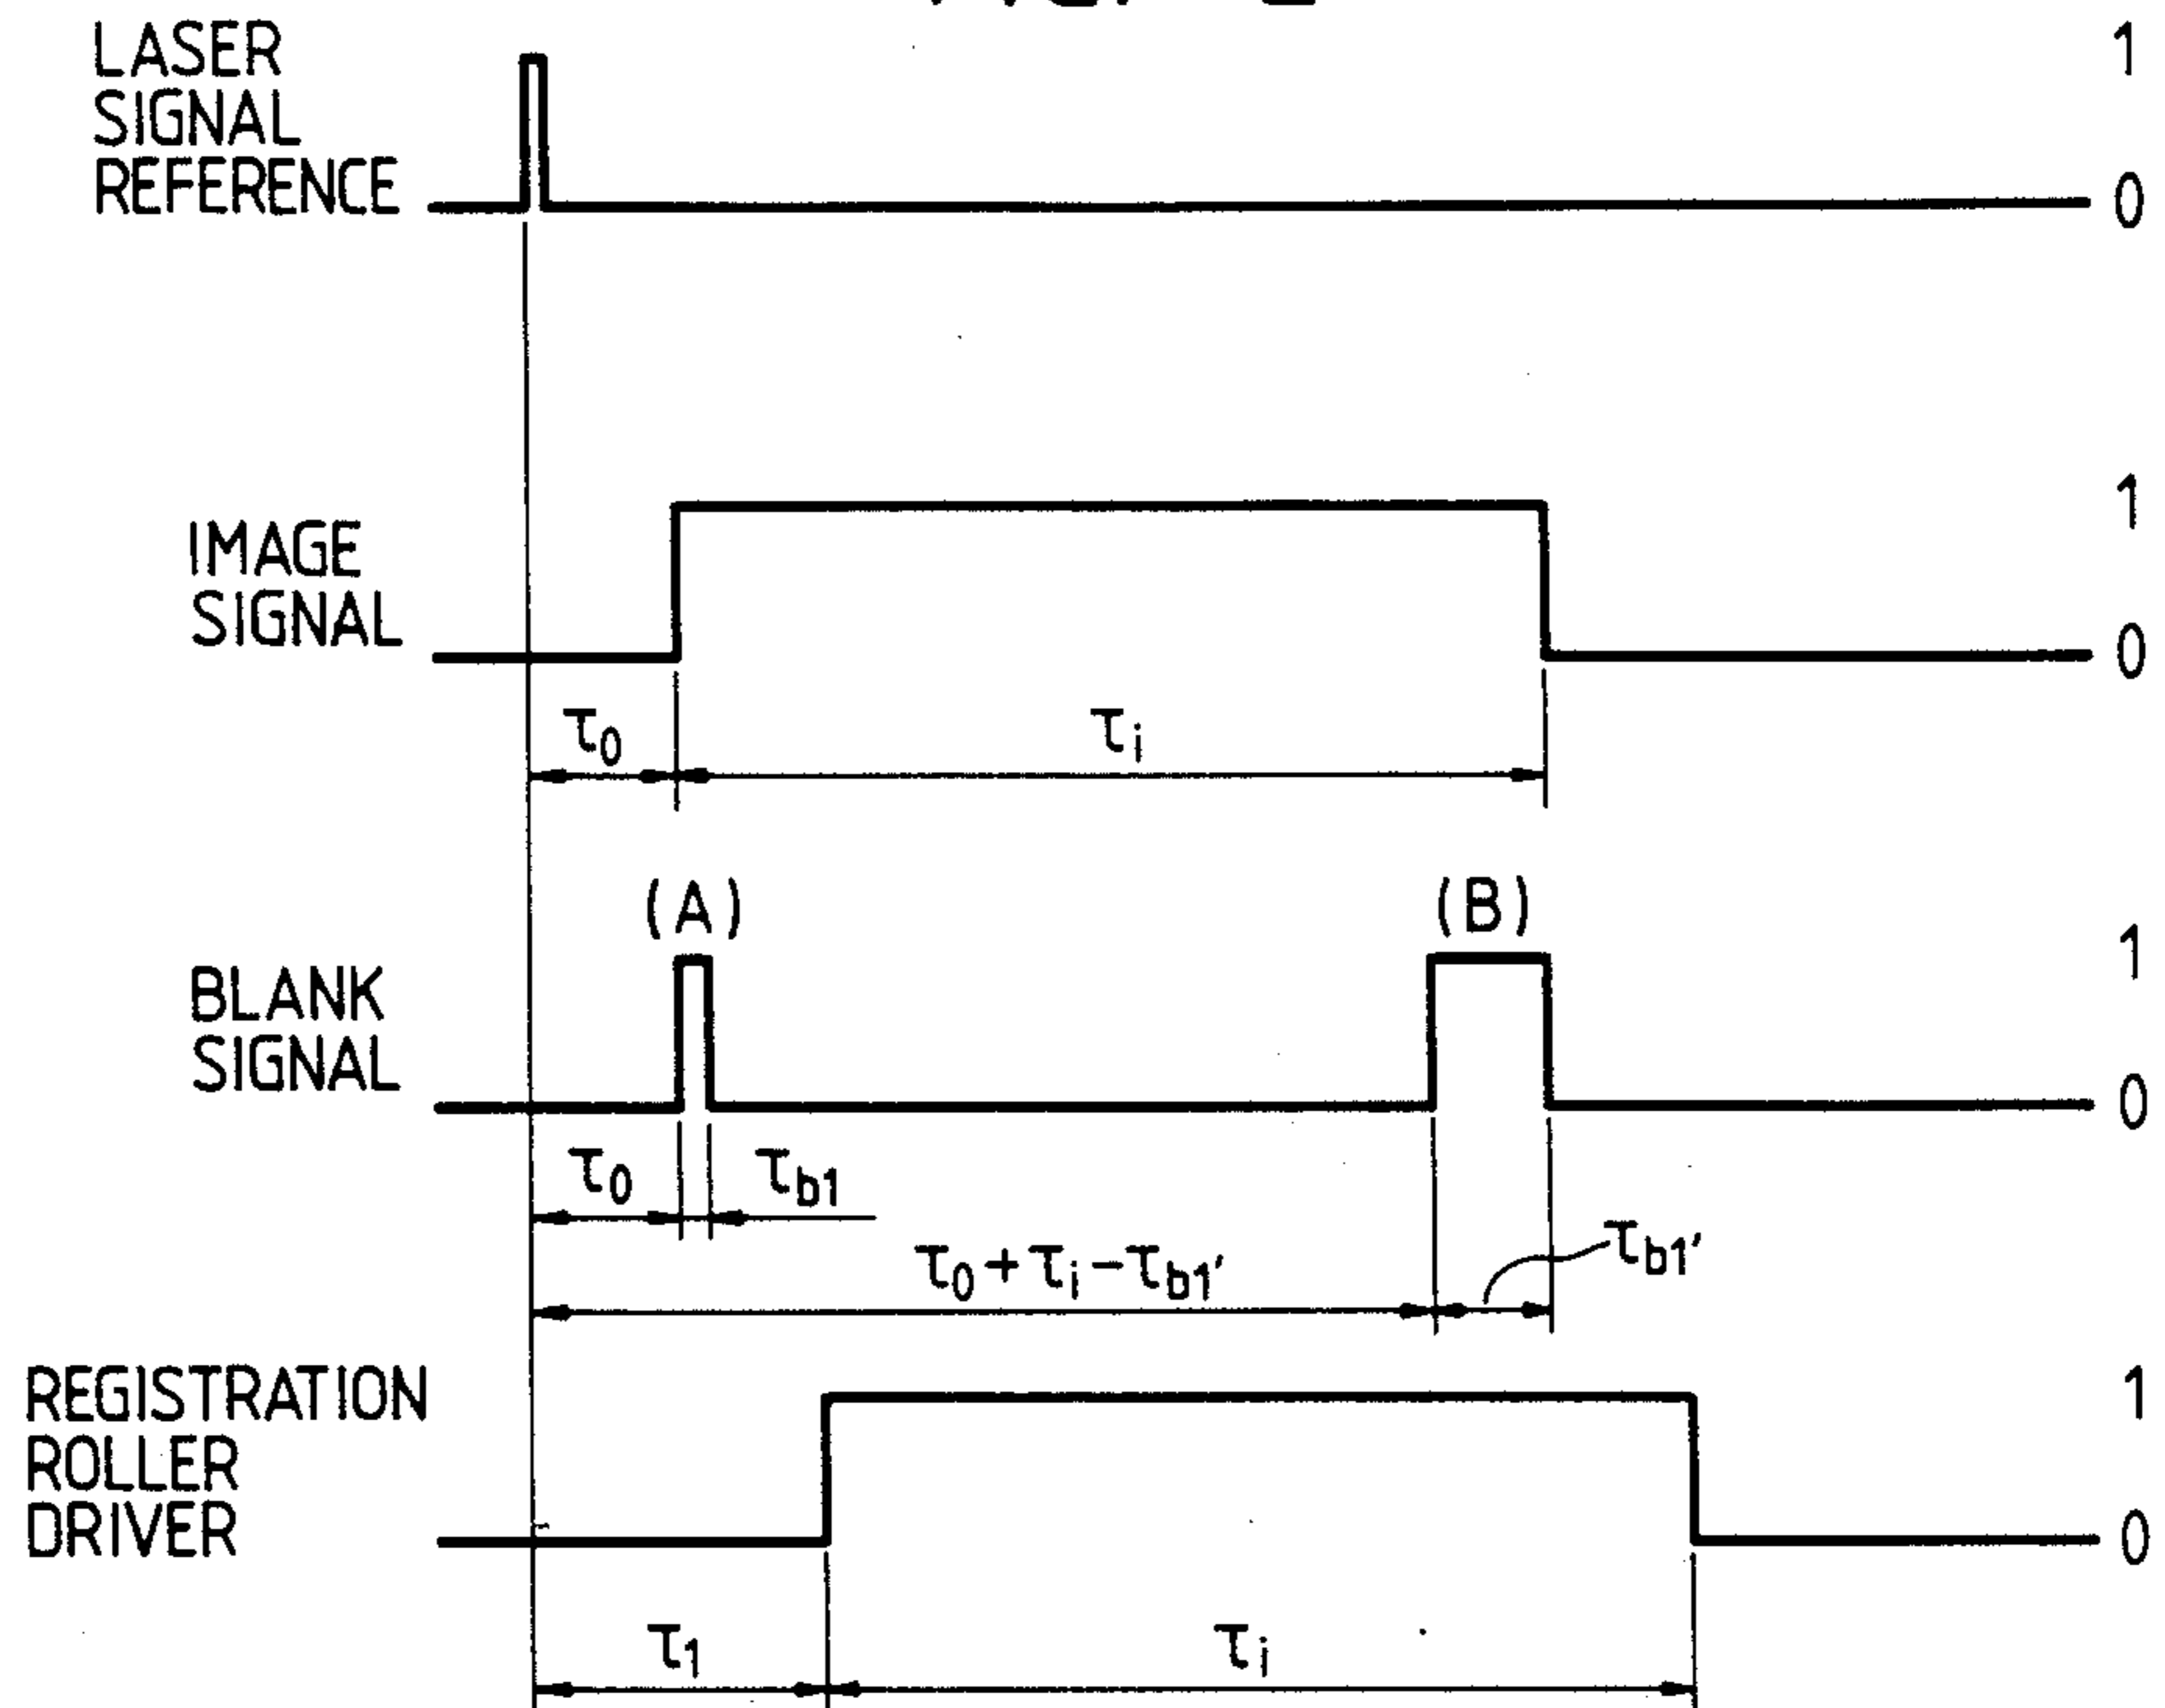 LASER
SIGNAL
REFERENCE
1
0
IMAGE
SIGNAL
1
0
τ0
τi
(A)
(B)
BLANK
SIGNAL
1
0
τ0
τb1
τ0+τi−τb1'
τb1'
REGISTRATION
ROLLER
DRIVER
1
0
τ1
τi